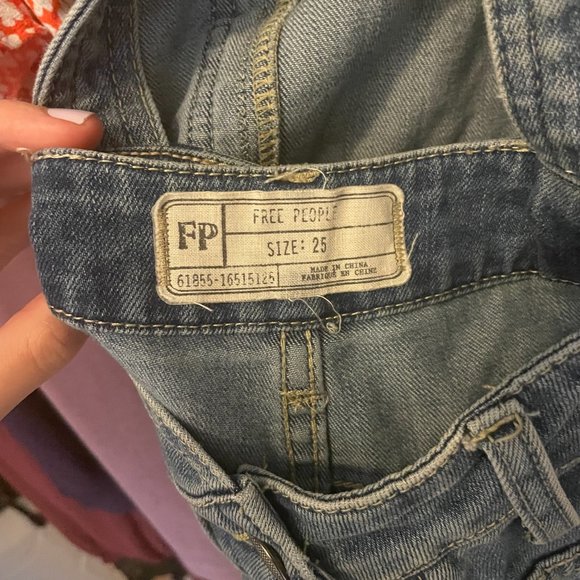 FP
FREE PEOPLE
SIZE: 25
61855-16515125
MADE IN CHINA
FABRIQUE EN CHINE